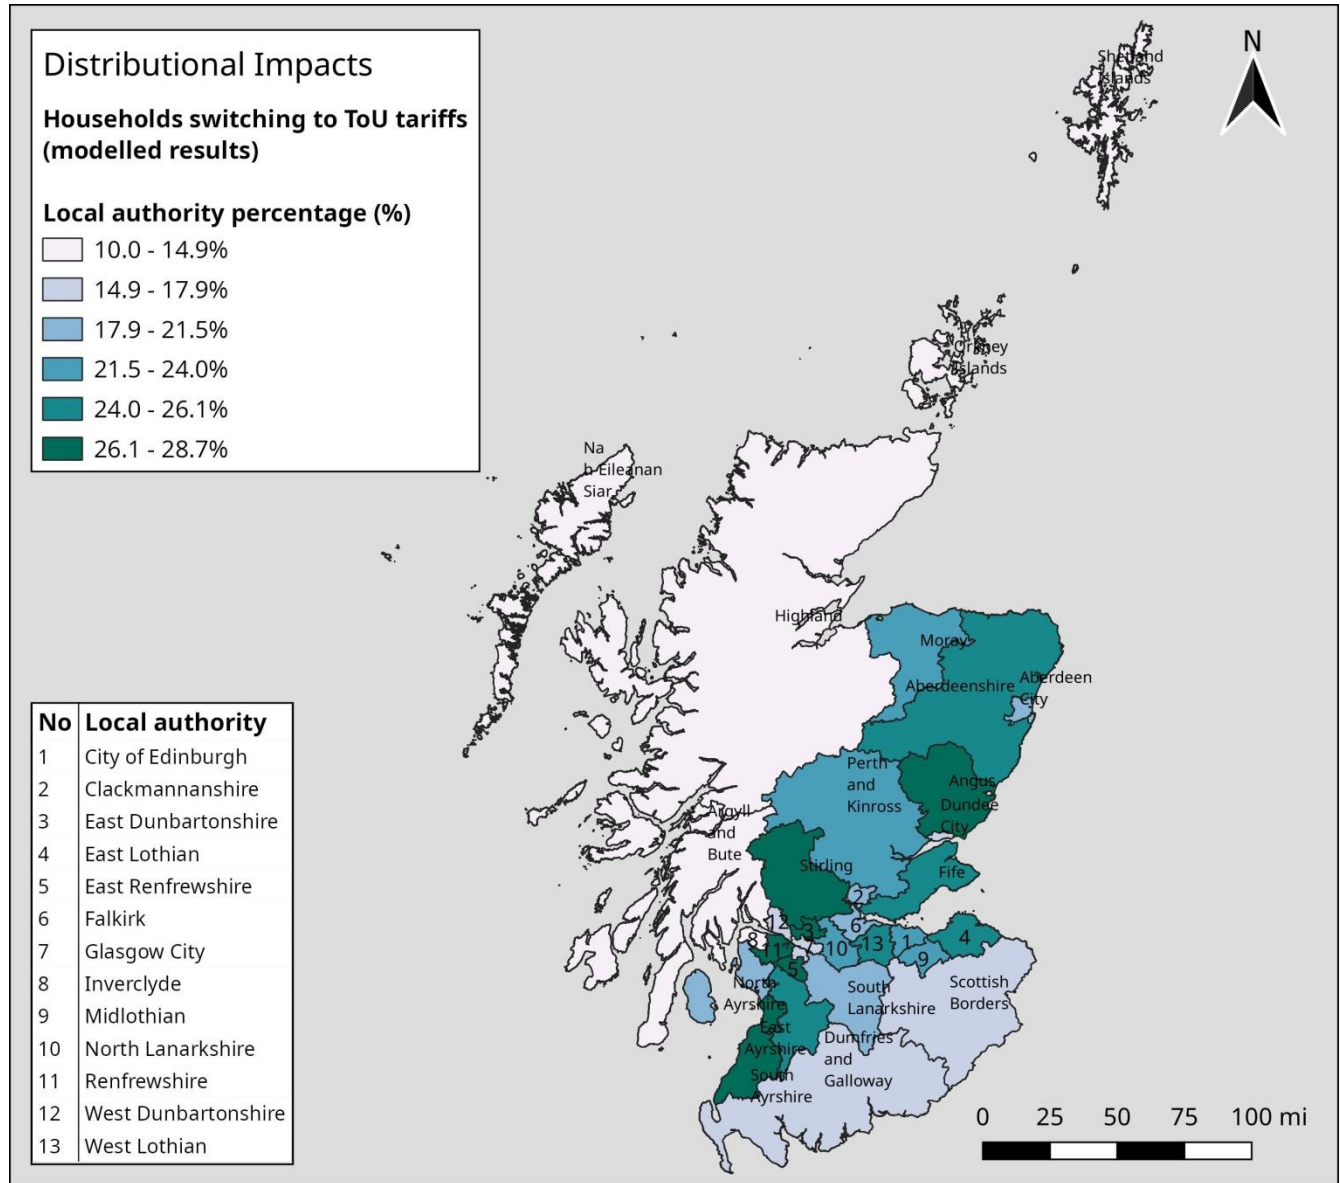 Distributional Impacts
Households switching to ToU tariffs
(modelled results)
Local authority percentage (%)
10.0 - 14.9%
14.9 - 17.9%
17.9 - 21.5%
21.5 - 24.0%
24.0 - 26.1%
26.1 - 28.7%
N
Shetland
Islands
Orkney
Islands
Na
h-Eileanan
Siar
Highland
Moray
Aberdeenshire
Aberdeen
City
Perth
and
Kinross
Angus
Dundee
City
Argyll
and
Bute
Stirling
Fife
2
12
3
6
8
11
7
10
13
1
9
4
5
North
Ayrshire
South
Lanarkshire
Scottish
Borders
East
Ayrshire
Dumfries
and
Galloway
South
Ayrshire
No Local authority
1 City of Edinburgh
2 Clackmannanshire
3 East Dunbartonshire
4 East Lothian
5 East Renfrewshire
6 Falkirk
7 Glasgow City
8 Inverclyde
9 Midlothian
10 North Lanarkshire
11 Renfrewshire
12 West Dunbartonshire
13 West Lothian
0 25 50 75 100 mi